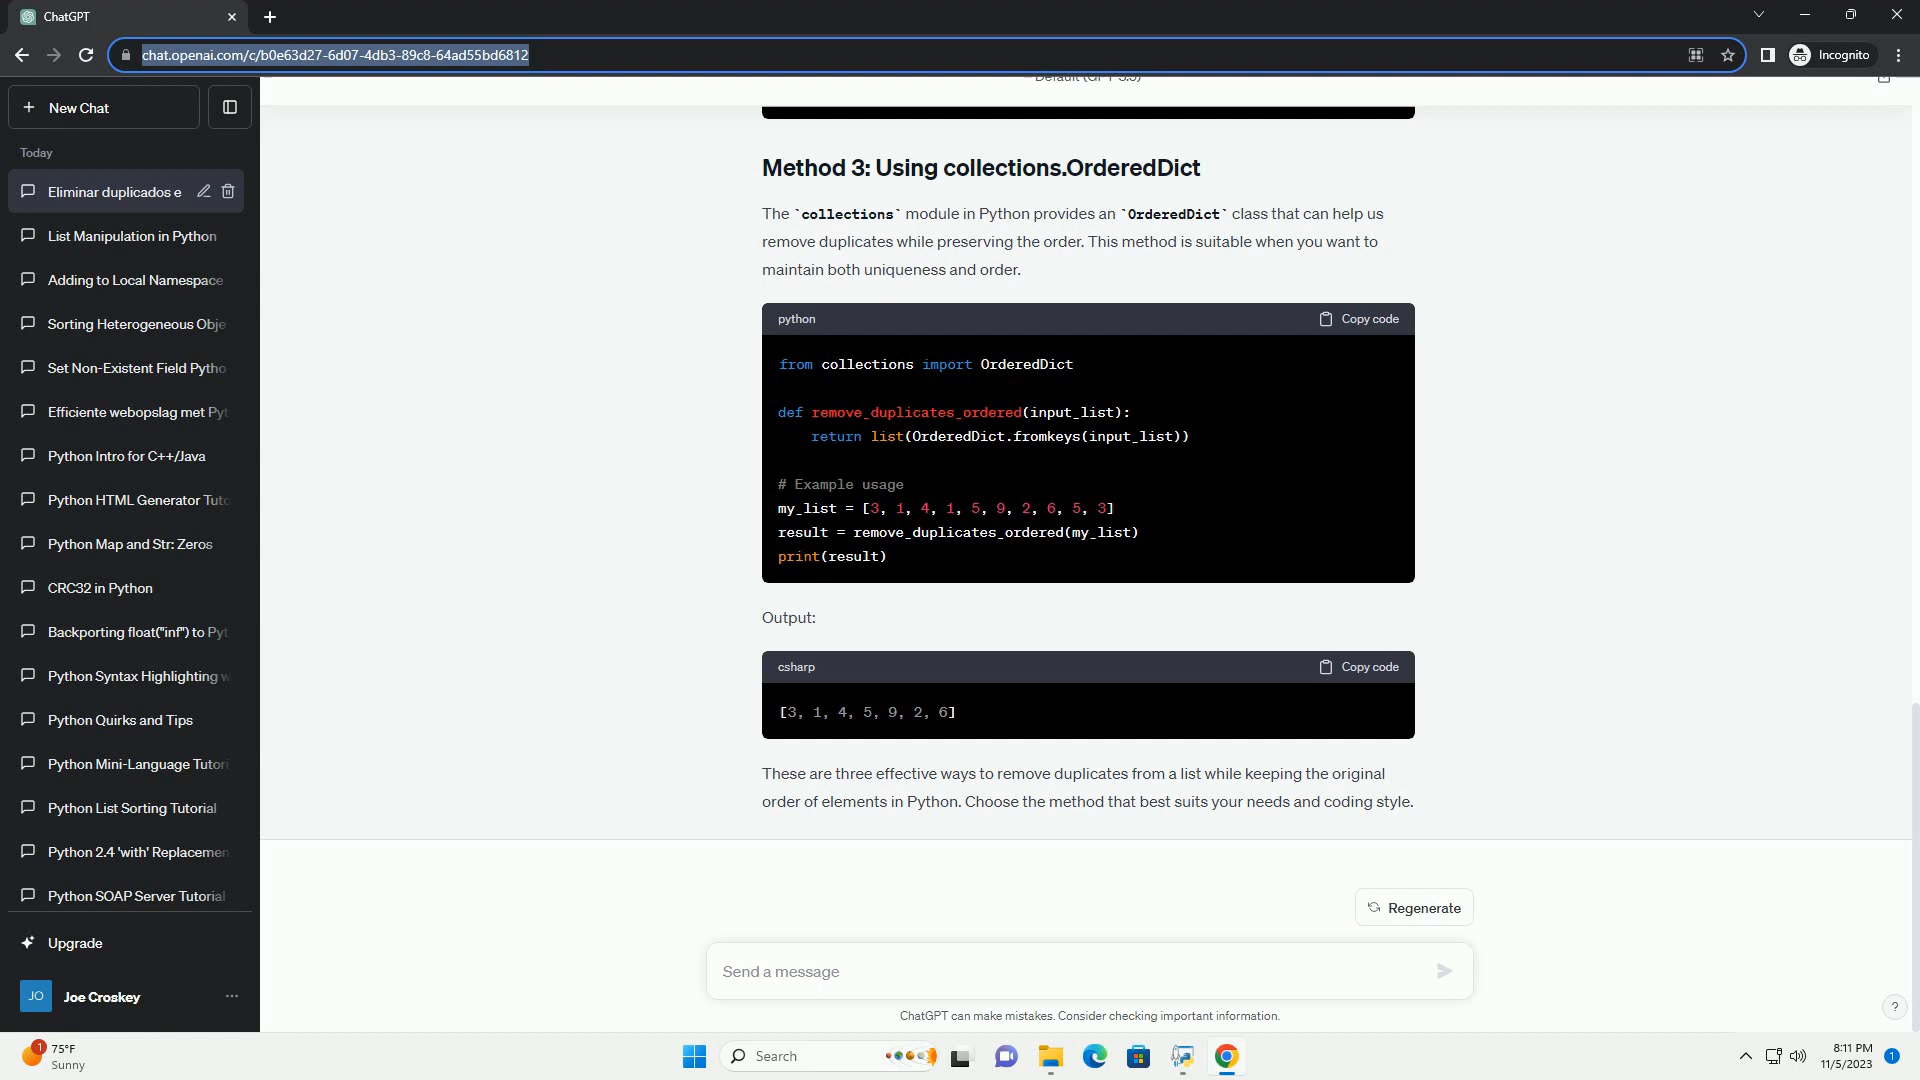 ChatGPT
chat.openai.com/c/b0e63d27-6d07-4db3-89c8-64ad55bd6812
Incognito
New Chat
Today
Eliminar duplicados e
List Manipulation in Python
Adding to Local Namespace
Sorting Heterogeneous Obje
Set Non-Existent Field Pytho
Efficiente webopslag met Pyt
Python Intro for C++/Java
Python HTML Generator Tuto
Python Map and Str: Zeros
CRC32 in Python
Backporting float("inf") to Pyt
Python Syntax Highlighting w
Python Quirks and Tips
Python Mini-Language Tutori
Python List Sorting Tutorial
Python 2.4 'with' Replacemen
Python SOAP Server Tutorial
Upgrade
JO Joe Croskey
Default (GPT-3.5)
Method 3: Using collections.OrderedDict
The `collections` module in Python provides an `OrderedDict` class that can help us
remove duplicates while preserving the order. This method is suitable when you want to
maintain both uniqueness and order.
python Copy code
from collections import OrderedDict
def remove_duplicates_ordered(input_list):
return list(OrderedDict.fromkeys(input_list))
# Example usage
my_list = [3, 1, 4, 1, 5, 9, 2, 6, 5, 3]
result = remove_duplicates_ordered(my_list)
print(result)
Output:
csharp Copy code
[3, 1, 4, 5, 9, 2, 6]
These are three effective ways to remove duplicates from a list while keeping the original
order of elements in Python. Choose the method that best suits your needs and coding style.
Regenerate
Send a message
ChatGPT can make mistakes. Consider checking important information.
?
1
75°F
Sunny
Search
8:11 PM
11/5/2023
1